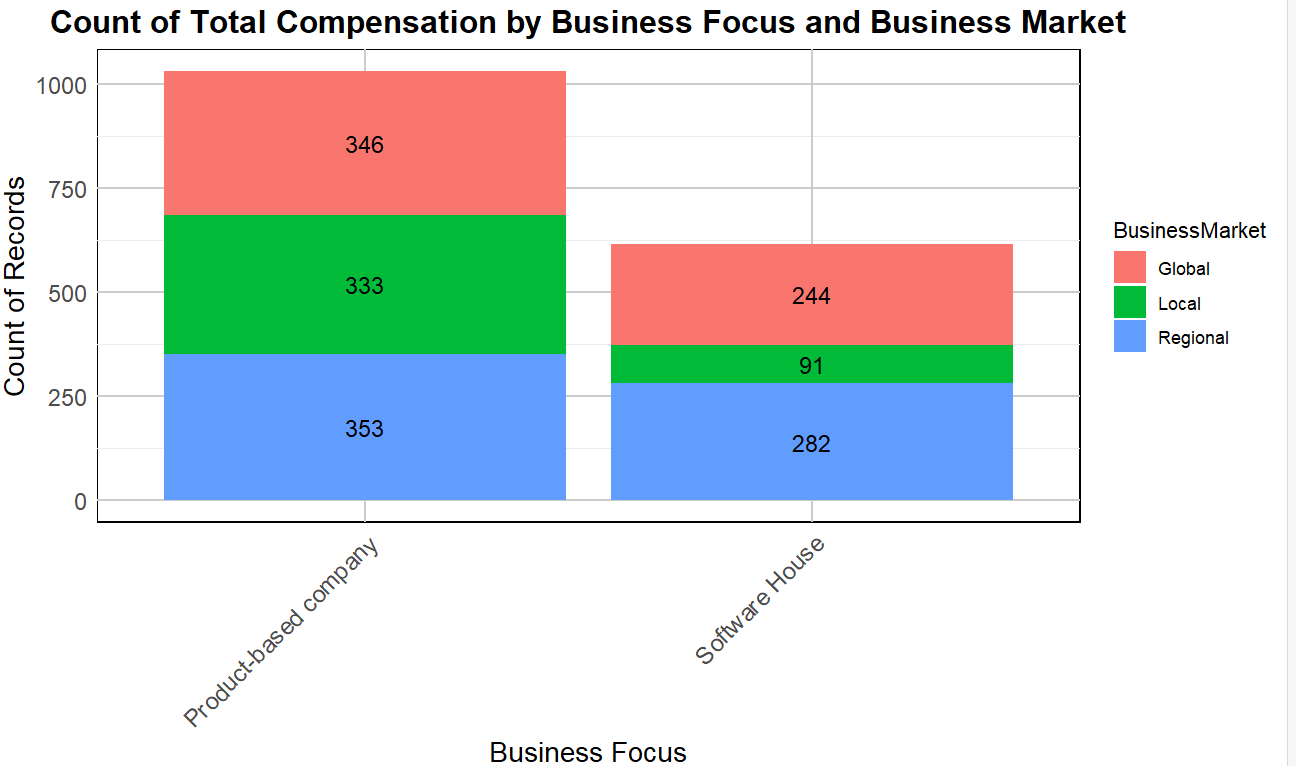 Count of Total Compensation by Business Focus and Business Market
Count of Records
1000
750
500
250
0
346
333
353
244
91
282
Product-based company
Software House
Business Focus
BusinessMarket
Global
Local
Regional